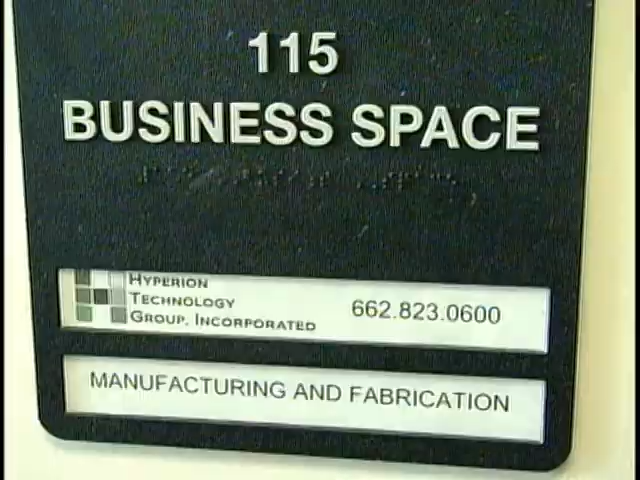 115
BUSINESS SPACE
HYPERION
TECHNOLOGY
GROUP, INCORPORATED
662.823.0600
MANUFACTURING AND FABRICATION